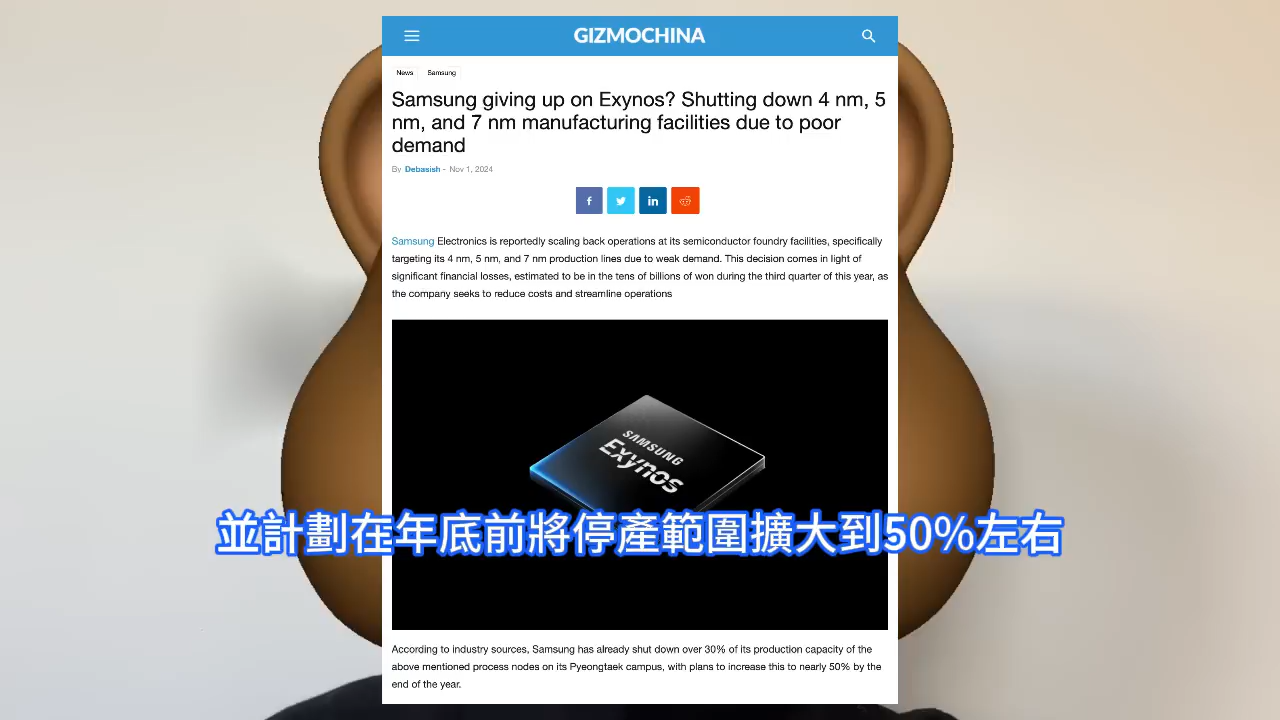 GIZMOCHINA
News Samsung
Samsung giving up on Exynos? Shutting down 4 nm, 5
nm, and 7 nm manufacturing facilities due to poor
demand
By Debasish - Nov 1, 2024
Samsung Electronics is reportedly scaling back operations at its semiconductor foundry facilities, specifically
targeting its 4 nm, 5 nm, and 7 nm production lines due to weak demand. This decision comes in light of
significant financial losses, estimated to be in the tens of billions of won during the third quarter of this year, as
the company seeks to reduce costs and streamline operations
SAMSUNG
Exynos
並計劃在年底前將停產範圍擴大到50%左右
According to industry sources, Samsung has already shut down over 30% of its production capacity of the
above mentioned process nodes on its Pyeongtaek campus, with plans to increase this to nearly 50% by the
end of the year.